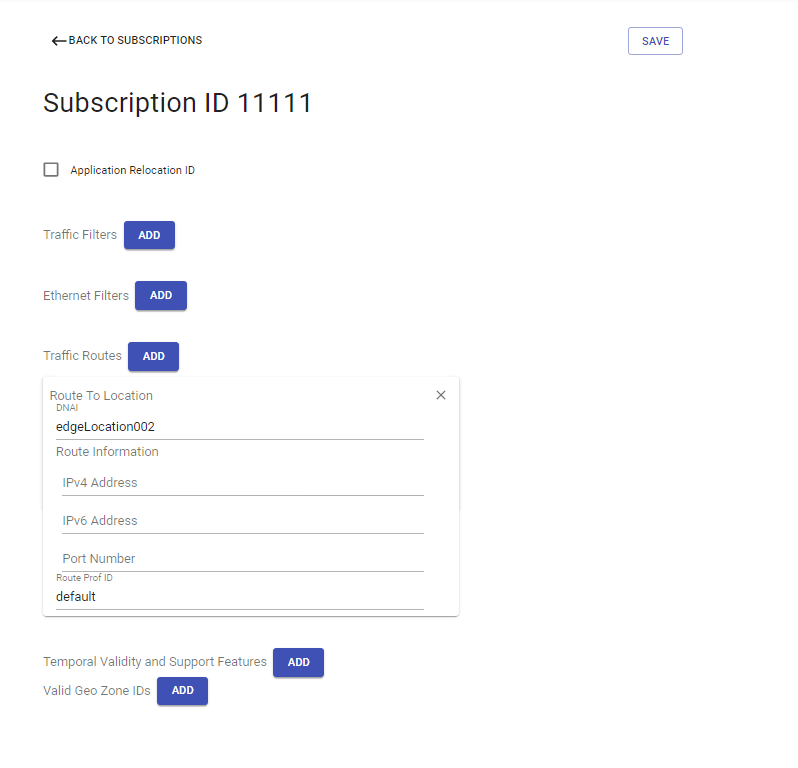 BACK TO SUBSCRIPTIONS
SAVE
Subscription ID 11111
Application Relocation ID
Traffic Filters ADD
Ethernet Filters ADD
Traffic Routes ADD
Route To Location
DNAI
edgeLocation002
Route Information
IPv4 Address
IPv6 Address
Port Number
Route Prof ID
default
Temporal Validity and Support Features ADD
Valid Geo Zone IDs ADD